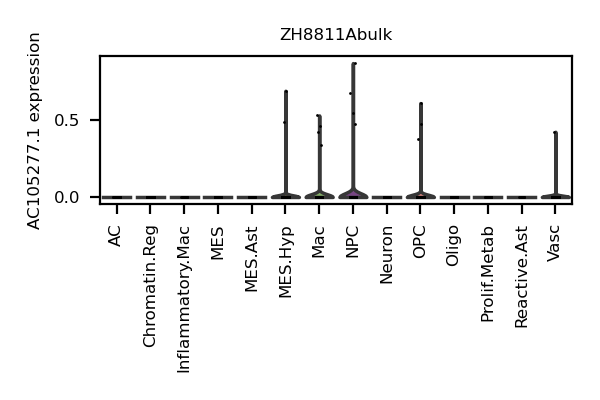 ZH8811Abulk
AC105277.1 expression
0.5
0.0
AC
Chromatin.Reg
Inflammatory.Mac
MES
MES.Ast
MES.Hyp
Mac
NPC
Neuron
OPC
Oligo
Prolif.Metab
Reactive.Ast
Vasc